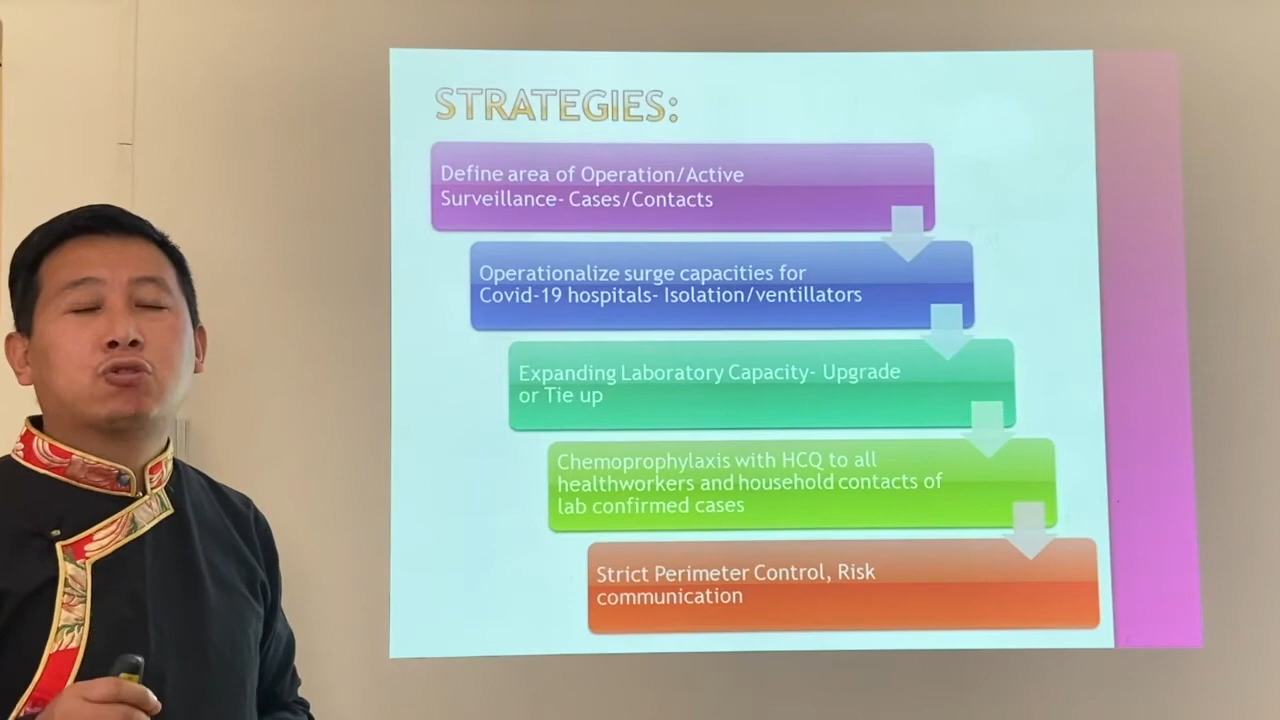 STRATEGIES:
Define area of Operation/Active
Surveillance- Cases/Contacts
Operationalize surge capacities for
Covid-19 hospitals- Isolation/ventillators
Expanding Laboratory Capacity- Upgrade
or Tie up
Chemoprophylaxis with HCQ to all
healthworkers and household contacts of
lab confirmed cases
Strict Perimeter Control, Risk
communication